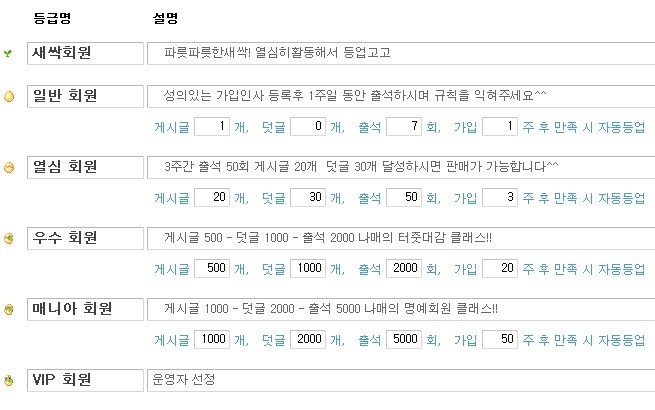 등급명 설명
새싹회원 파릇파릇한새싹! 열심히활동해서 등업고고
일반 회원 성의있는 가입인사 등록후 1주일 동안 출석하시며 규칙을 익혀주세요^^
게시글 1 개, 덧글 0 개, 출석 7 회, 가입 1 주 후 만족 시 자동등업
열심 회원 3주간 출석 50회 게시글 20개 덧글 30개 달성하시면 판매가 가능합니다^^
게시글 20 개, 덧글 30 개, 출석 50 회, 가입 3 주 후 만족 시 자동등업
우수 회원 게시글 500 - 덧글 1000 - 출석 2000 나매의 터줏대감 클래스!!
게시글 500 개, 덧글 1000 개, 출석 2000 회, 가입 20 주 후 만족 시 자동등업
매니아 회원 게시글 1000 - 덧글 2000 - 출석 5000 나매의 명예회원 클래스!!
게시글 1000 개, 덧글 2000 개, 출석 5000 회, 가입 50 주 후 만족 시 자동등업
VIP 회원 운영자 선정